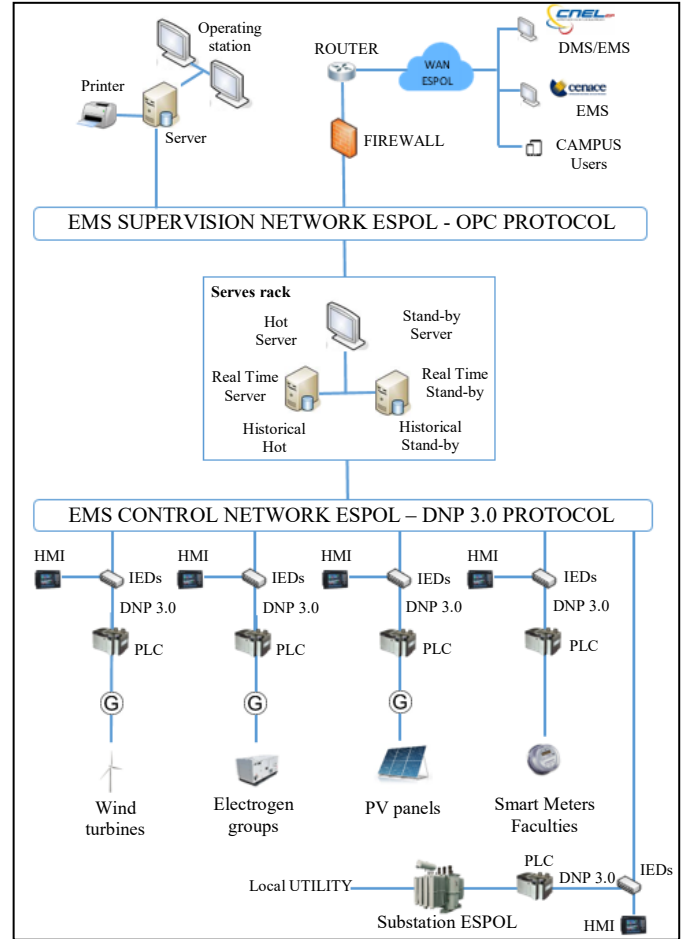 CNEL
Operating
station
ROUTER
WAN
ESPOL
DMS/EMS
Printer
cenace
EMS
Server
FIREWALL
CAMPUS
Users
EMS SUPERVISION NETWORK ESPOL - OPC PROTOCOL
Serves rack
Hot
Server
Stand-by
Server
Real Time
Server
Real Time
Stand-by
Historical
Hot
Historical
Stand-by
EMS CONTROL NETWORK ESPOL – DNP 3.0 PROTOCOL
HMI
IEDs
DNP 3.0
PLC
G
Wind
turbines
HMI
IEDs
DNP 3.0
PLC
G
Electrogen
groups
HMI
IEDs
DNP 3.0
PLC
G
PV panels
HMI
IEDs
DNP 3.0
PLC
Smart Meters
Faculties
Local UTILITY
Substation ESPOL
PLC
DNP 3.0
IEDs
HMI